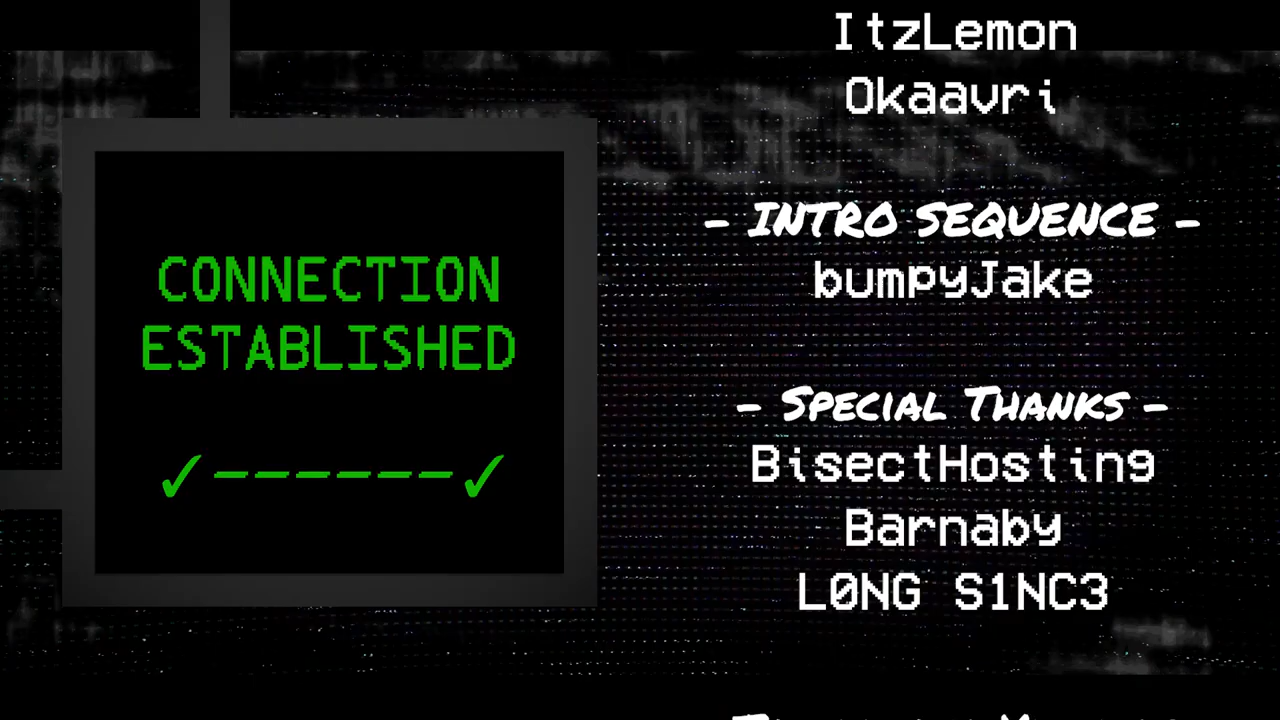 CONNECTION
ESTABLISHED
✓------✓
ItzLemon
Okaavri
- INTRO SEQUENCE -
bumpyJake
- SPECIAL THANKS -
BisectHosting
Barnaby
L0NG S1NC3